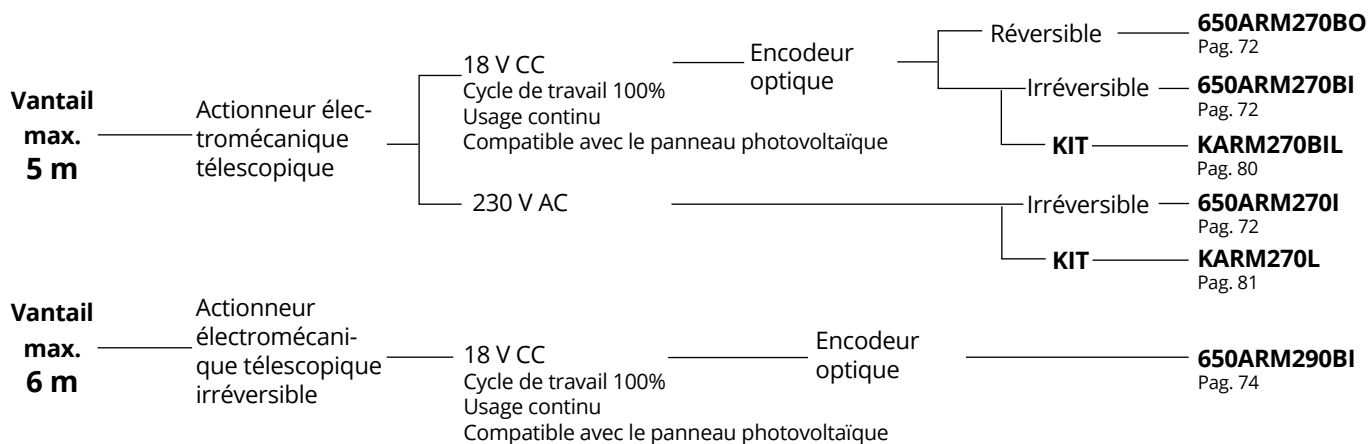 Vantail
max.
5 m
Actionneur élec-
tromécanique
télescopique
18 V CC
Cycle de travail 100%
Usage continu
Compatible avec le panneau photovoltaïque
Encodeur
optique
Réversible
650ARM270BO
Pag. 72
Irréversible
650ARM270BI
Pag. 72
KIT
KARM270BIL
Pag. 80
230 V AC
Irréversible
650ARM270I
Pag. 72
KIT
KARM270L
Pag. 81
Vantail
max.
6 m
Actionneur
électromécani-
que télescopique
irréversible
18 V CC
Cycle de travail 100%
Usage continu
Compatible avec le panneau photovoltaïque
Encodeur
optique
650ARM290BI
Pag. 74